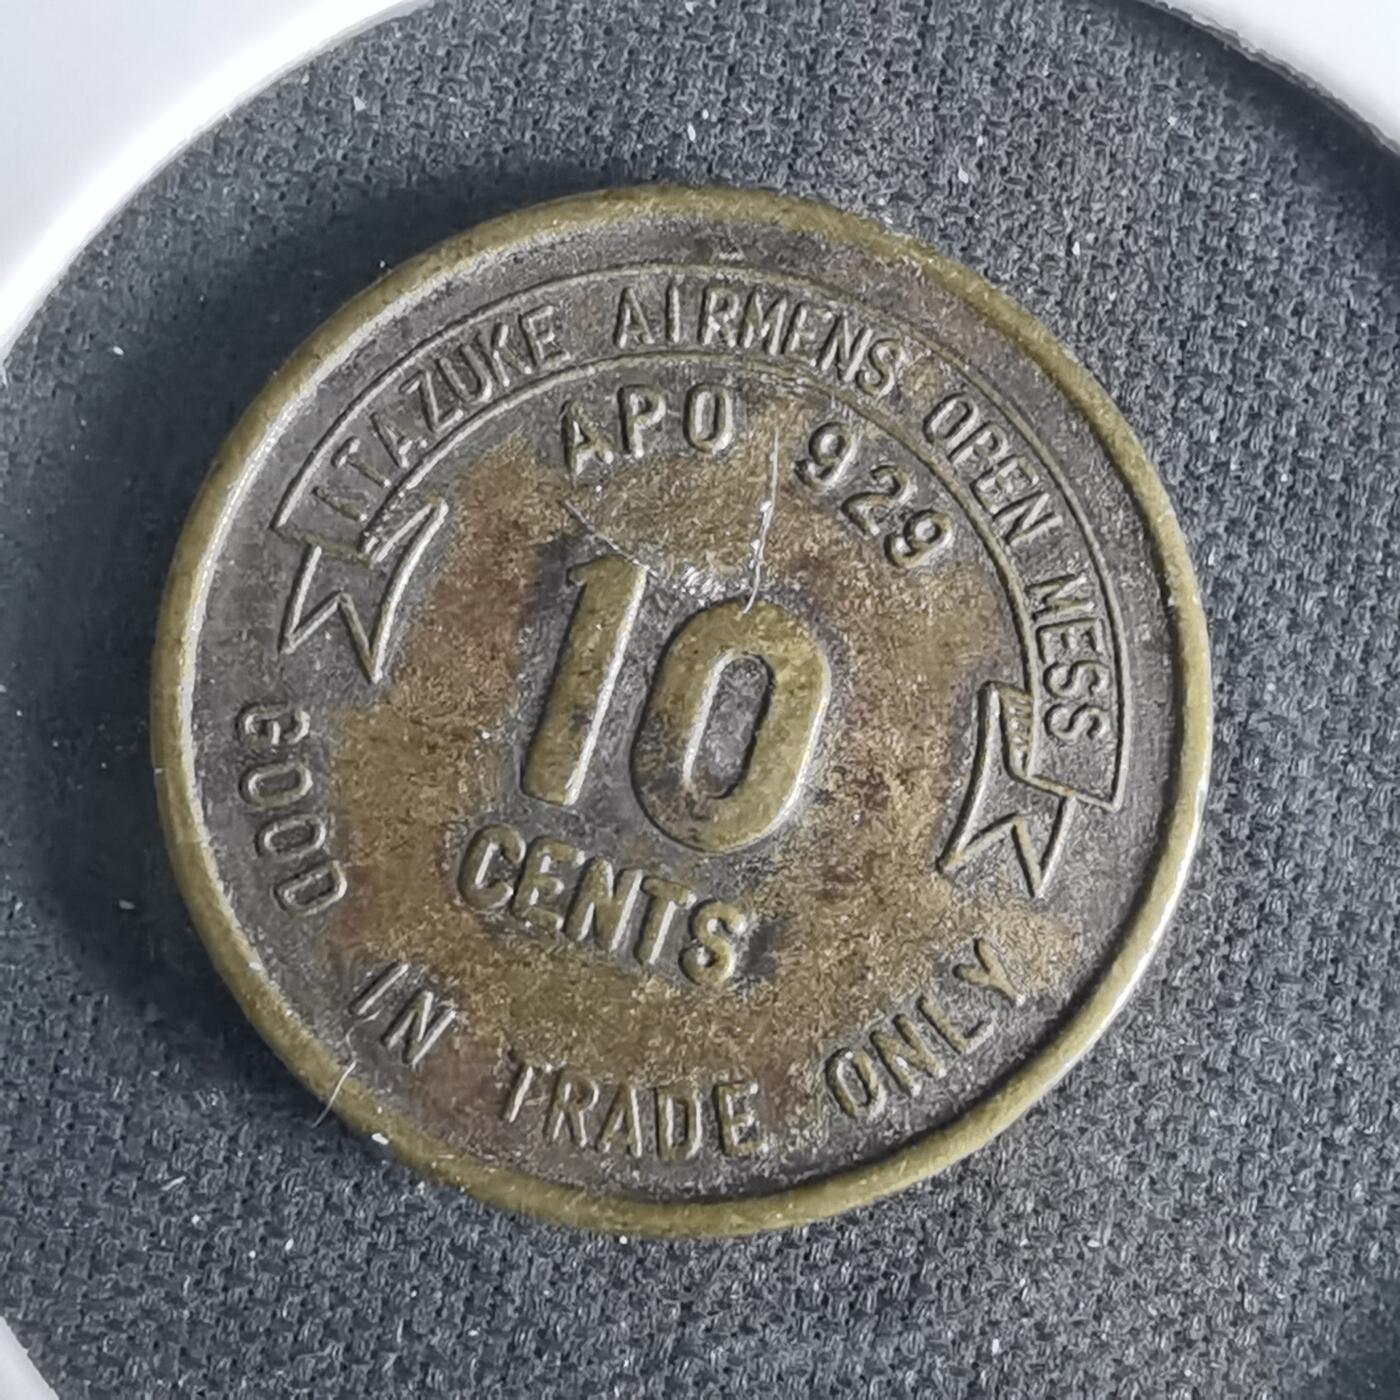 ITAZUKE AIRMENS OPEN MESS
APO 929
10
CENTS
GOOD IN TRADE ONLY